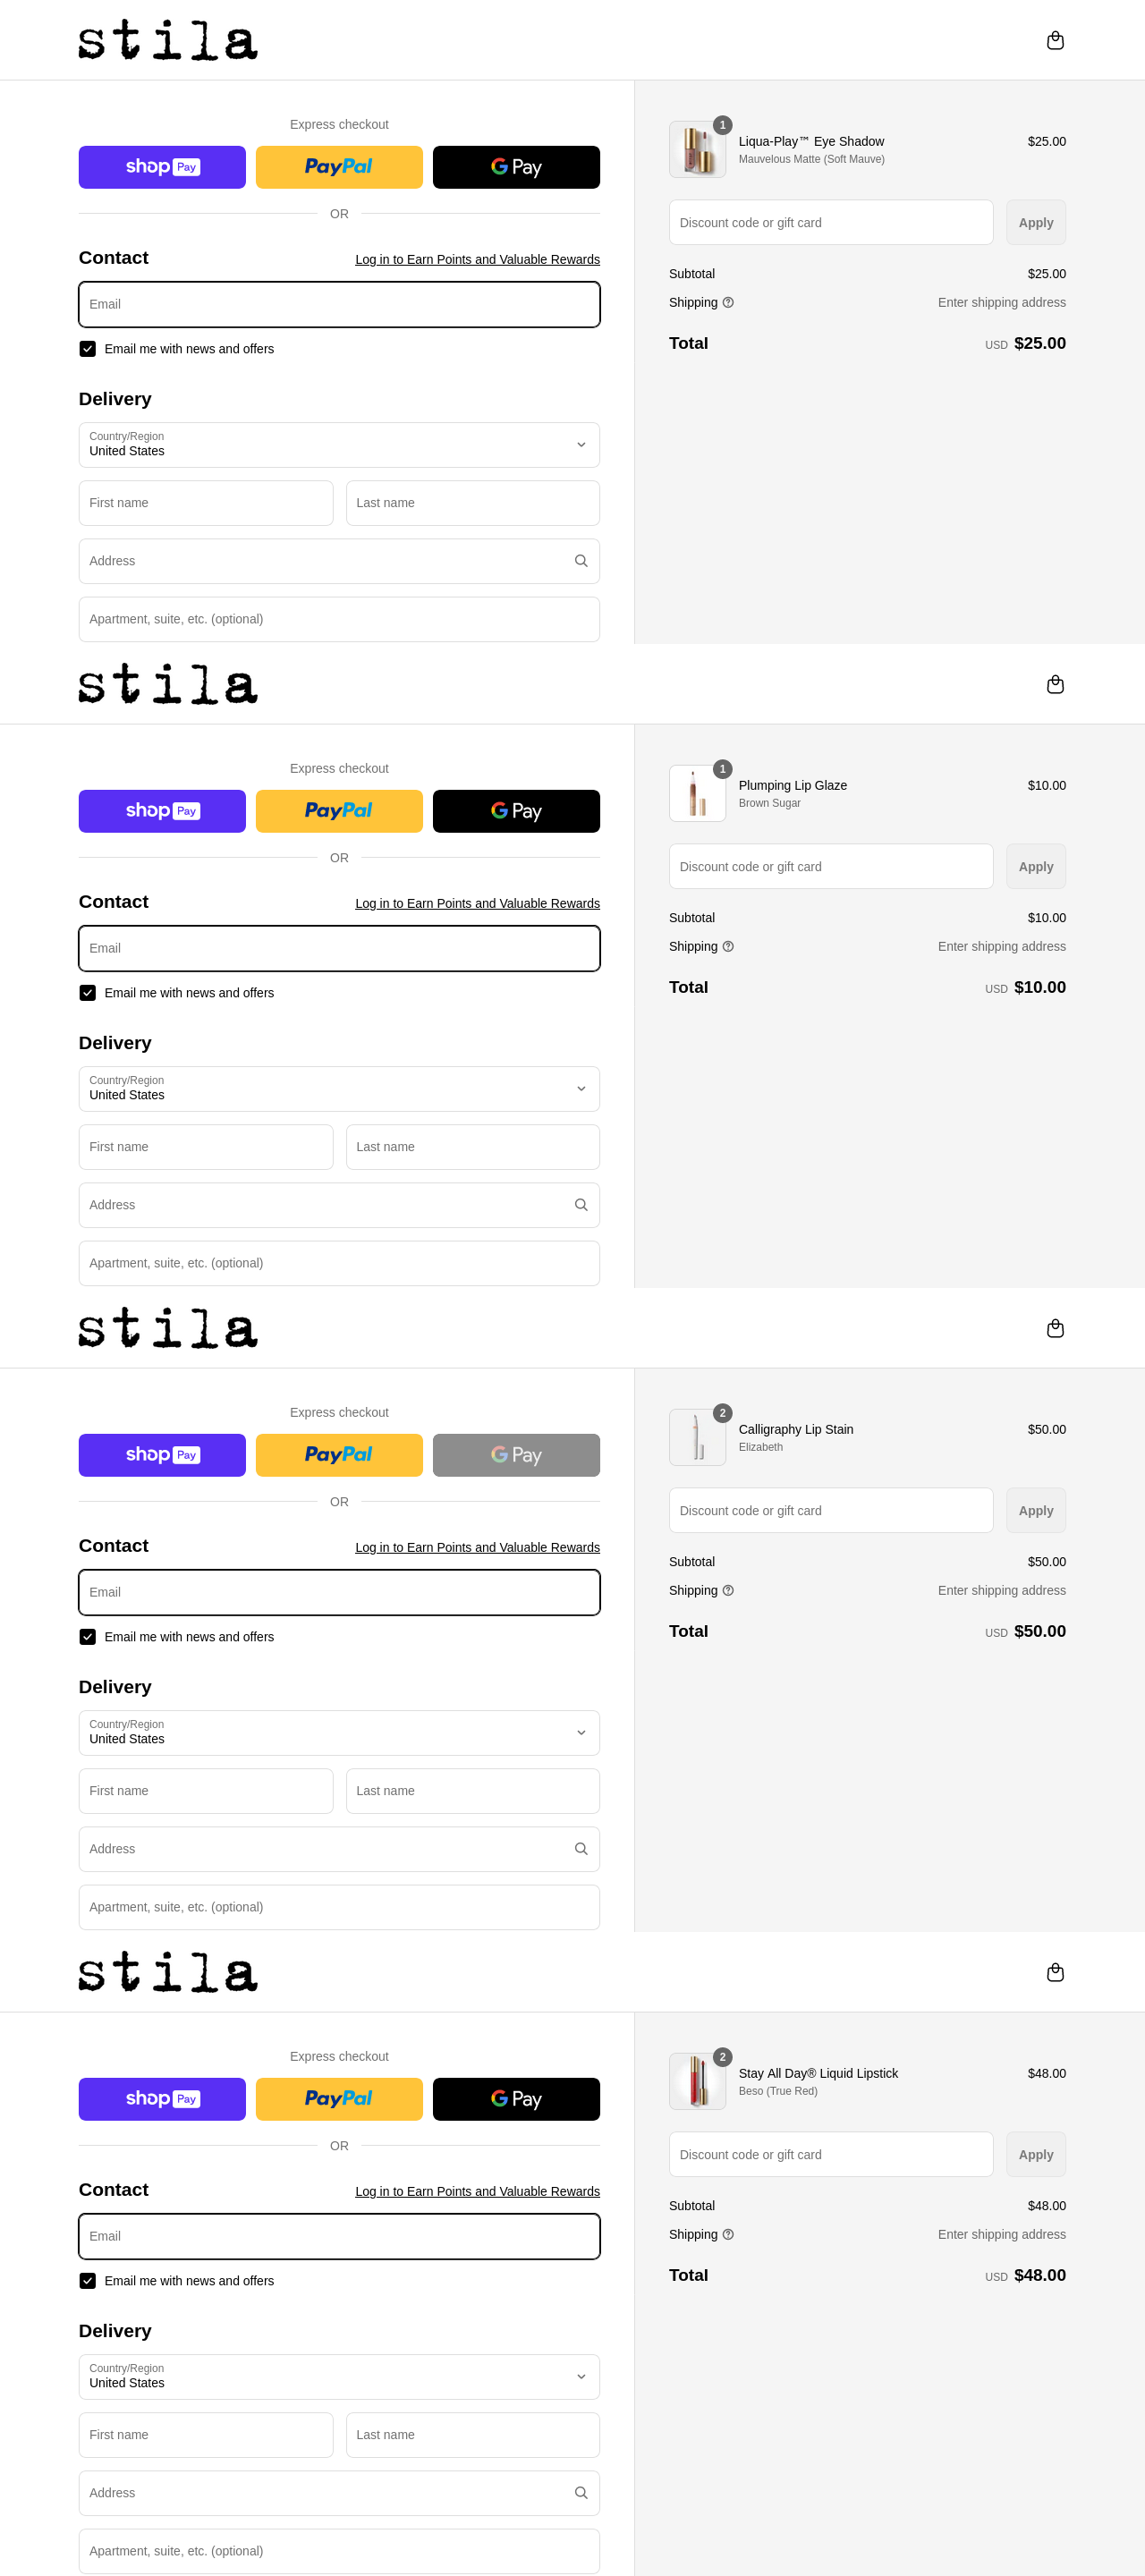 stila
Express checkout
shop Pay
PayPal
G Pay
OR
Contact
Log in to Earn Points and Valuable Rewards
Email
Email me with news and offers
Delivery
Country/Region
United States
First name
Last name
Address
Apartment, suite, etc. (optional)
1
Liqua-Play™ Eye Shadow
$25.00
Mauvelous Matte (Soft Mauve)
Discount code or gift card
Apply
Subtotal
$25.00
Shipping
Enter shipping address
Total
USD $25.00
stila
Express checkout
shop Pay
PayPal
G Pay
OR
Contact
Log in to Earn Points and Valuable Rewards
Email
Email me with news and offers
Delivery
Country/Region
United States
First name
Last name
Address
Apartment, suite, etc. (optional)
1
Plumping Lip Glaze
$10.00
Brown Sugar
Discount code or gift card
Apply
Subtotal
$10.00
Shipping
Enter shipping address
Total
USD $10.00
stila
Express checkout
shop Pay
PayPal
G Pay
OR
Contact
Log in to Earn Points and Valuable Rewards
Email
Email me with news and offers
Delivery
Country/Region
United States
First name
Last name
Address
Apartment, suite, etc. (optional)
2
Calligraphy Lip Stain
$50.00
Elizabeth
Discount code or gift card
Apply
Subtotal
$50.00
Shipping
Enter shipping address
Total
USD $50.00
stila
Express checkout
shop Pay
PayPal
G Pay
OR
Contact
Log in to Earn Points and Valuable Rewards
Email
Email me with news and offers
Delivery
Country/Region
United States
First name
Last name
Address
Apartment, suite, etc. (optional)
2
Stay All Day® Liquid Lipstick
$48.00
Beso (True Red)
Discount code or gift card
Apply
Subtotal
$48.00
Shipping
Enter shipping address
Total
USD $48.00